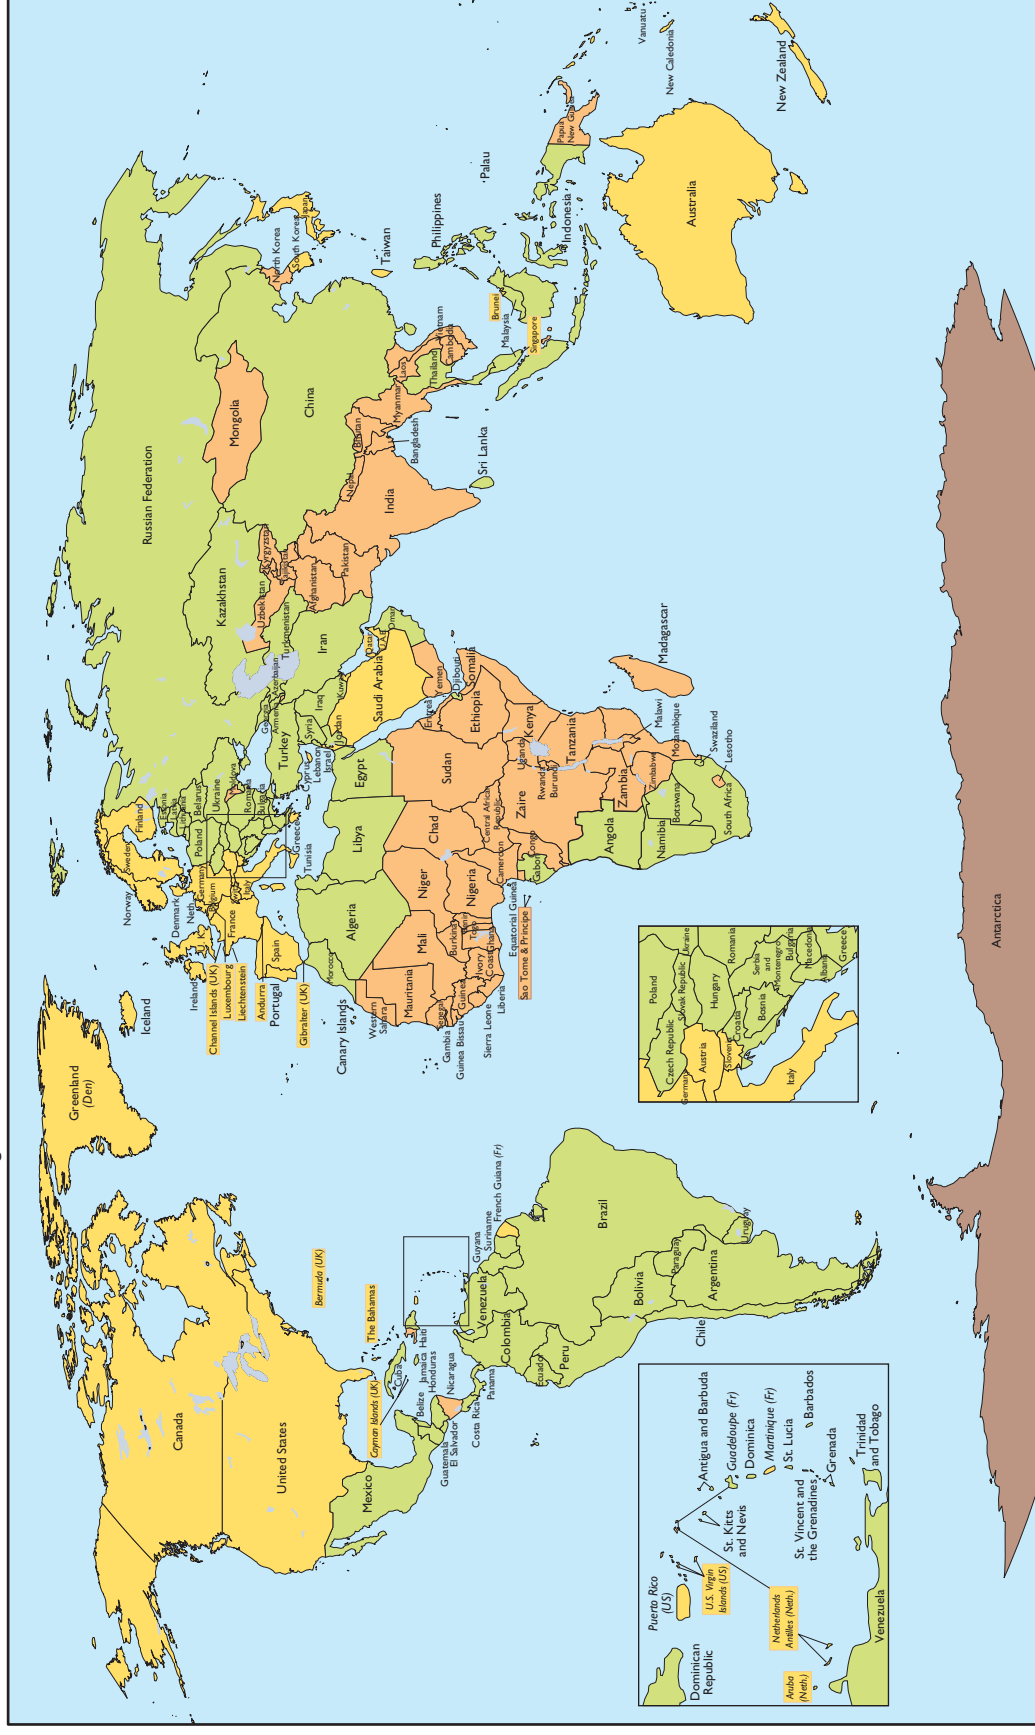 Greenland
(Den)
Iceland
Canada
United States
Mexico
Bermuda (UK)
The Bahamas
Cayman Islands (UK)
Cuba
Belize
Jamaica
Haiti
Honduras
Guatemala
El Salvador
Nicaragua
Costa Rica
Panama
Guyana
Suriname
French Guiana (Fr)
Venezuela
Colombia
Ecuador
Peru
Brazil
Bolivia
Paraguay
Uruguay
Argentina
Chile
Norway
Sweden
Finland
Denmark
Estonia
Latvia
Lithuania
Belarus
Poland
Germany
Neth.
Belgium
U. K.
Ireland
Channel Islands (UK)
Luxembourg
Liechtenstein
France
Switz.
Italy
Andorra
Portugal
Spain
Gibralter (UK)
Ukraine
Moldova
Romania
Bulgaria
Greece
Turkey
Cyprus
Lebanon
Israel
Syria
Jordan
Iraq
Kuwait
Georgia
Armenia
Azerbaijan
Russian Federation
Kazakhstan
Uzbekistan
Turkmenistan
Kyrgyzstan
Tajikistan
Afghanistan
Pakistan
Iran
Saudi Arabia
Qatar
UAE
Oman
Yemen
Mongolia
China
North Korea
South Korea
Japan
Taiwan
Nepal
Bhutan
India
Bangladesh
Sri Lanka
Myanmar
Laos
Thailand
Vietnam
Cambodia
Philippines
Palau
Brunei
Malaysia
Singapore
Indonesia
Papua
New Guinea
Australia
New Zealand
Vanuatu
New Caledonia
Canary Islands
Morocco
Western
Sahara
Algeria
Tunisia
Libya
Egypt
Mauritania
Mali
Niger
Chad
Sudan
Eritrea
Djibouti
Ethiopia
Somalia
Senegal
Gambia
Guinea Bissau
Guinea
Sierra Leone
Liberia
Ivory
Coast
Burkina
Ghana
Togo
Benin
Nigeria
Cameroon
Central African
Republic
Equatorial Guinea
Sao Tome & Principe
Gabon
Congo
Zaire
Uganda
Kenya
Rwanda
Burundi
Tanzania
Angola
Zambia
Malawi
Mozambique
Zimbabwe
Namibia
Botswana
South Africa
Swaziland
Lesotho
Madagascar
Antarctica
Poland
Czech Republic
Slovak Republic
Ukraine
Germany
Austria
Hungary
Romania
Slovenia
Croatia
Bosnia
Serbia
and
Montenegro
Bulgaria
Macedonia
Albania
Greece
Italy
Dominican
Republic
Puerto Rico
(US)
U.S. Virgin
Islands (US)
St. Kitts
and Nevis
Antigua and Barbuda
Guadeloupe (Fr)
Dominica
Martinique (Fr)
St. Lucia
Barbados
St. Vincent and
the Grenadines
Grenada
Trinidad
and Tobago
Netherlands
Antilles (Neth.)
Aruba
(Neth.)
Venezuela